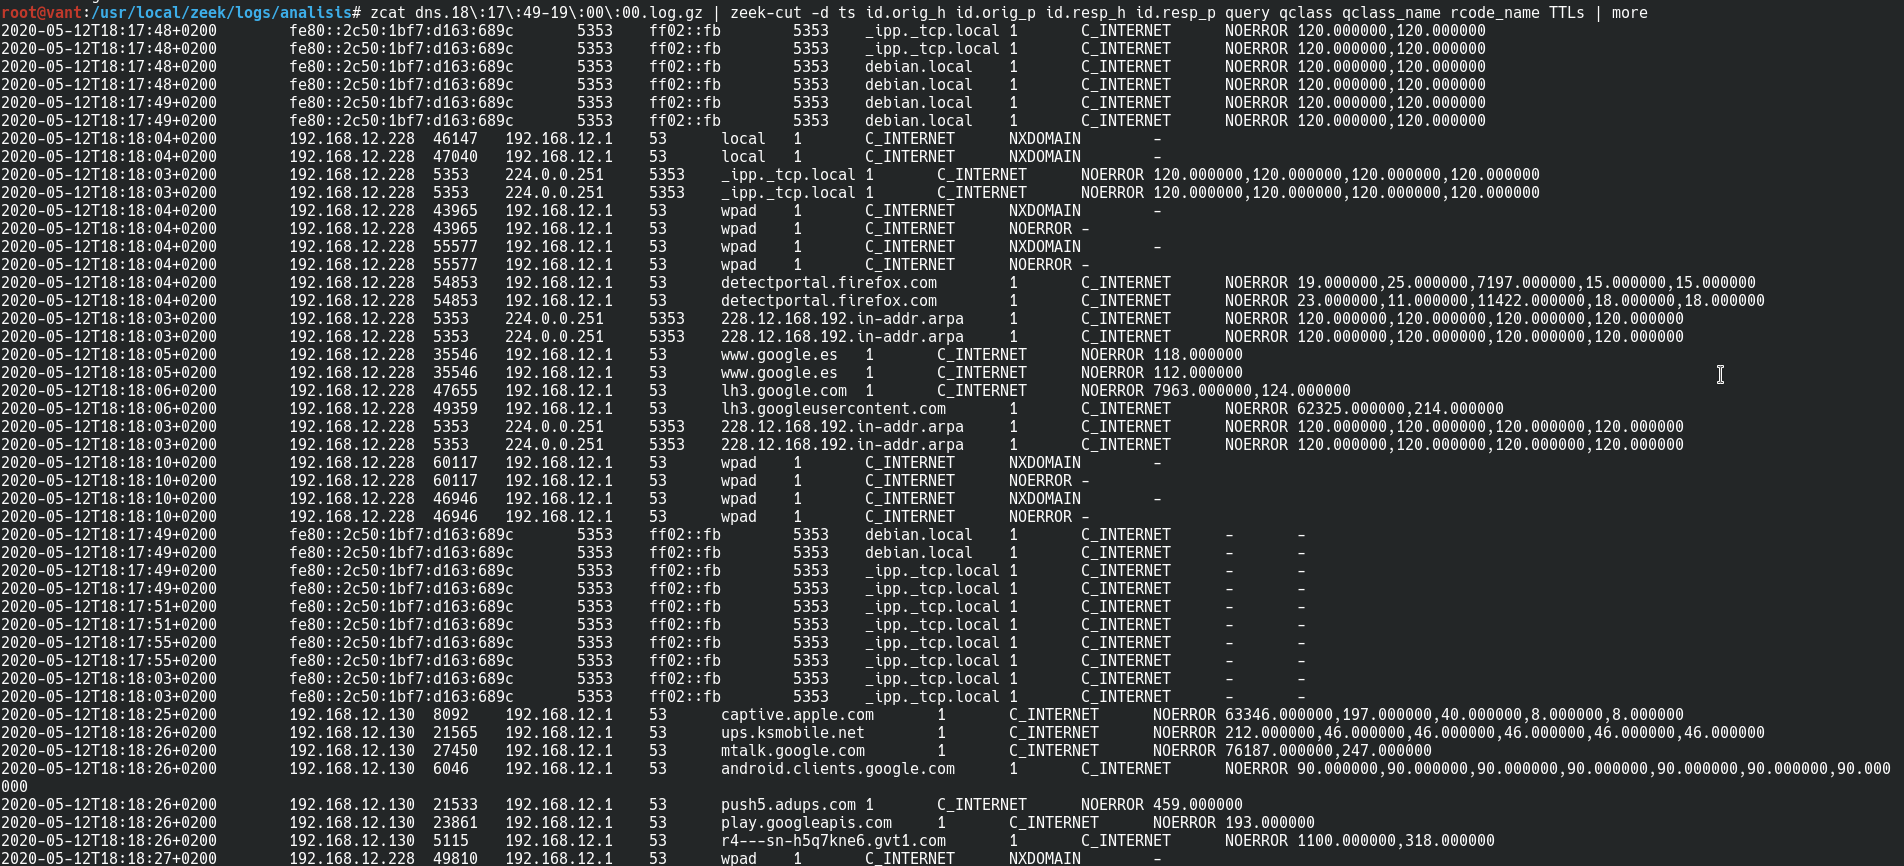 root@vant:/usr/local/zeek/logs/analisis# zcat dns.18\:17\:49-19\:00\:00.log.gz | zeek-cut -d ts id.orig_h id.orig_p id.resp_h id.resp_p query qclass qclass_name rcode_name TTLs | more
2020-05-12T18:17:48+0200 fe80::2c50:1bf7:d163:689c 5353 ff02::fb 5353 _ipp._tcp.local 1 C_INTERNET NOERROR 120.000000,120.000000
2020-05-12T18:17:48+0200 fe80::2c50:1bf7:d163:689c 5353 ff02::fb 5353 _ipp._tcp.local 1 C_INTERNET NOERROR 120.000000,120.000000
2020-05-12T18:17:48+0200 fe80::2c50:1bf7:d163:689c 5353 ff02::fb 5353 debian.local 1 C_INTERNET NOERROR 120.000000,120.000000
2020-05-12T18:17:48+0200 fe80::2c50:1bf7:d163:689c 5353 ff02::fb 5353 debian.local 1 C_INTERNET NOERROR 120.000000,120.000000
2020-05-12T18:17:49+0200 fe80::2c50:1bf7:d163:689c 5353 ff02::fb 5353 debian.local 1 C_INTERNET NOERROR 120.000000,120.000000
2020-05-12T18:17:49+0200 fe80::2c50:1bf7:d163:689c 5353 ff02::fb 5353 debian.local 1 C_INTERNET NOERROR 120.000000,120.000000
2020-05-12T18:18:04+0200 192.168.12.228 46147 192.168.12.1 53 local 1 C_INTERNET NXDOMAIN -
2020-05-12T18:18:04+0200 192.168.12.228 47040 192.168.12.1 53 local 1 C_INTERNET NXDOMAIN -
2020-05-12T18:18:03+0200 192.168.12.228 5353 224.0.0.251 5353 _ipp._tcp.local 1 C_INTERNET NOERROR 120.000000,120.000000,120.000000,120.000000
2020-05-12T18:18:03+0200 192.168.12.228 5353 224.0.0.251 5353 _ipp._tcp.local 1 C_INTERNET NOERROR 120.000000,120.000000,120.000000,120.000000
2020-05-12T18:18:04+0200 192.168.12.228 43965 192.168.12.1 53 wpad 1 C_INTERNET NXDOMAIN -
2020-05-12T18:18:04+0200 192.168.12.228 43965 192.168.12.1 53 wpad 1 C_INTERNET NOERROR -
2020-05-12T18:18:04+0200 192.168.12.228 55577 192.168.12.1 53 wpad 1 C_INTERNET NXDOMAIN -
2020-05-12T18:18:04+0200 192.168.12.228 55577 192.168.12.1 53 wpad 1 C_INTERNET NOERROR -
2020-05-12T18:18:04+0200 192.168.12.228 54853 192.168.12.1 53 detectportal.firefox.com 1 C_INTERNET NOERROR 19.000000,25.000000,7197.000000,15.000000,15.000000
2020-05-12T18:18:04+0200 192.168.12.228 54853 192.168.12.1 53 detectportal.firefox.com 1 C_INTERNET NOERROR 23.000000,11.000000,11422.000000,18.000000,18.000000
2020-05-12T18:18:03+0200 192.168.12.228 5353 224.0.0.251 5353 228.12.168.192.in-addr.arpa 1 C_INTERNET NOERROR 120.000000,120.000000,120.000000,120.000000
2020-05-12T18:18:03+0200 192.168.12.228 5353 224.0.0.251 5353 228.12.168.192.in-addr.arpa 1 C_INTERNET NOERROR 120.000000,120.000000,120.000000,120.000000
2020-05-12T18:18:05+0200 192.168.12.228 35546 192.168.12.1 53 www.google.es 1 C_INTERNET NOERROR 118.000000
2020-05-12T18:18:05+0200 192.168.12.228 35546 192.168.12.1 53 www.google.es 1 C_INTERNET NOERROR 112.000000
2020-05-12T18:18:06+0200 192.168.12.228 47655 192.168.12.1 53 lh3.google.com 1 C_INTERNET NOERROR 7963.000000,124.000000
2020-05-12T18:18:06+0200 192.168.12.228 49359 192.168.12.1 53 lh3.googleusercontent.com 1 C_INTERNET NOERROR 62325.000000,214.000000
2020-05-12T18:18:03+0200 192.168.12.228 5353 224.0.0.251 5353 228.12.168.192.in-addr.arpa 1 C_INTERNET NOERROR 120.000000,120.000000,120.000000,120.000000
2020-05-12T18:18:03+0200 192.168.12.228 5353 224.0.0.251 5353 228.12.168.192.in-addr.arpa 1 C_INTERNET NOERROR 120.000000,120.000000,120.000000,120.000000
2020-05-12T18:18:10+0200 192.168.12.228 60117 192.168.12.1 53 wpad 1 C_INTERNET NXDOMAIN -
2020-05-12T18:18:10+0200 192.168.12.228 60117 192.168.12.1 53 wpad 1 C_INTERNET NOERROR -
2020-05-12T18:18:10+0200 192.168.12.228 46946 192.168.12.1 53 wpad 1 C_INTERNET NXDOMAIN -
2020-05-12T18:18:10+0200 192.168.12.228 46946 192.168.12.1 53 wpad 1 C_INTERNET NOERROR -
2020-05-12T18:17:49+0200 fe80::2c50:1bf7:d163:689c 5353 ff02::fb 5353 debian.local 1 C_INTERNET - -
2020-05-12T18:17:49+0200 fe80::2c50:1bf7:d163:689c 5353 ff02::fb 5353 debian.local 1 C_INTERNET - -
2020-05-12T18:17:49+0200 fe80::2c50:1bf7:d163:689c 5353 ff02::fb 5353 _ipp._tcp.local 1 C_INTERNET - -
2020-05-12T18:17:49+0200 fe80::2c50:1bf7:d163:689c 5353 ff02::fb 5353 _ipp._tcp.local 1 C_INTERNET - -
2020-05-12T18:17:51+0200 fe80::2c50:1bf7:d163:689c 5353 ff02::fb 5353 _ipp._tcp.local 1 C_INTERNET - -
2020-05-12T18:17:51+0200 fe80::2c50:1bf7:d163:689c 5353 ff02::fb 5353 _ipp._tcp.local 1 C_INTERNET - -
2020-05-12T18:17:55+0200 fe80::2c50:1bf7:d163:689c 5353 ff02::fb 5353 _ipp._tcp.local 1 C_INTERNET - -
2020-05-12T18:17:55+0200 fe80::2c50:1bf7:d163:689c 5353 ff02::fb 5353 _ipp._tcp.local 1 C_INTERNET - -
2020-05-12T18:18:03+0200 fe80::2c50:1bf7:d163:689c 5353 ff02::fb 5353 _ipp._tcp.local 1 C_INTERNET - -
2020-05-12T18:18:03+0200 fe80::2c50:1bf7:d163:689c 5353 ff02::fb 5353 _ipp._tcp.local 1 C_INTERNET - -
2020-05-12T18:18:25+0200 192.168.12.130 8092 192.168.12.1 53 captive.apple.com 1 C_INTERNET NOERROR 63346.000000,197.000000,40.000000,8.000000,8.000000
2020-05-12T18:18:26+0200 192.168.12.130 21565 192.168.12.1 53 ups.ksmobile.net 1 C_INTERNET NOERROR 212.000000,46.000000,46.000000,46.000000,46.000000,46.000000
2020-05-12T18:18:26+0200 192.168.12.130 27450 192.168.12.1 53 mtalk.google.com 1 C_INTERNET NOERROR 76187.000000,247.000000
2020-05-12T18:18:26+0200 192.168.12.130 6046 192.168.12.1 53 android.clients.google.com 1 C_INTERNET NOERROR 90.000000,90.000000,90.000000,90.000000,90.000000,90.000000,90.000
000
2020-05-12T18:18:26+0200 192.168.12.130 21533 192.168.12.1 53 push5.adups.com 1 C_INTERNET NOERROR 459.000000
2020-05-12T18:18:26+0200 192.168.12.130 23861 192.168.12.1 53 play.googleapis.com 1 C_INTERNET NOERROR 193.000000
2020-05-12T18:18:26+0200 192.168.12.130 5115 192.168.12.1 53 r4---sn-h5q7kne6.gvt1.com 1 C_INTERNET NOERROR 1100.000000,318.000000
2020-05-12T18:18:27+0200 192.168.12.228 49810 192.168.12.1 53 wpad 1 C_INTERNET NXDOMAIN -